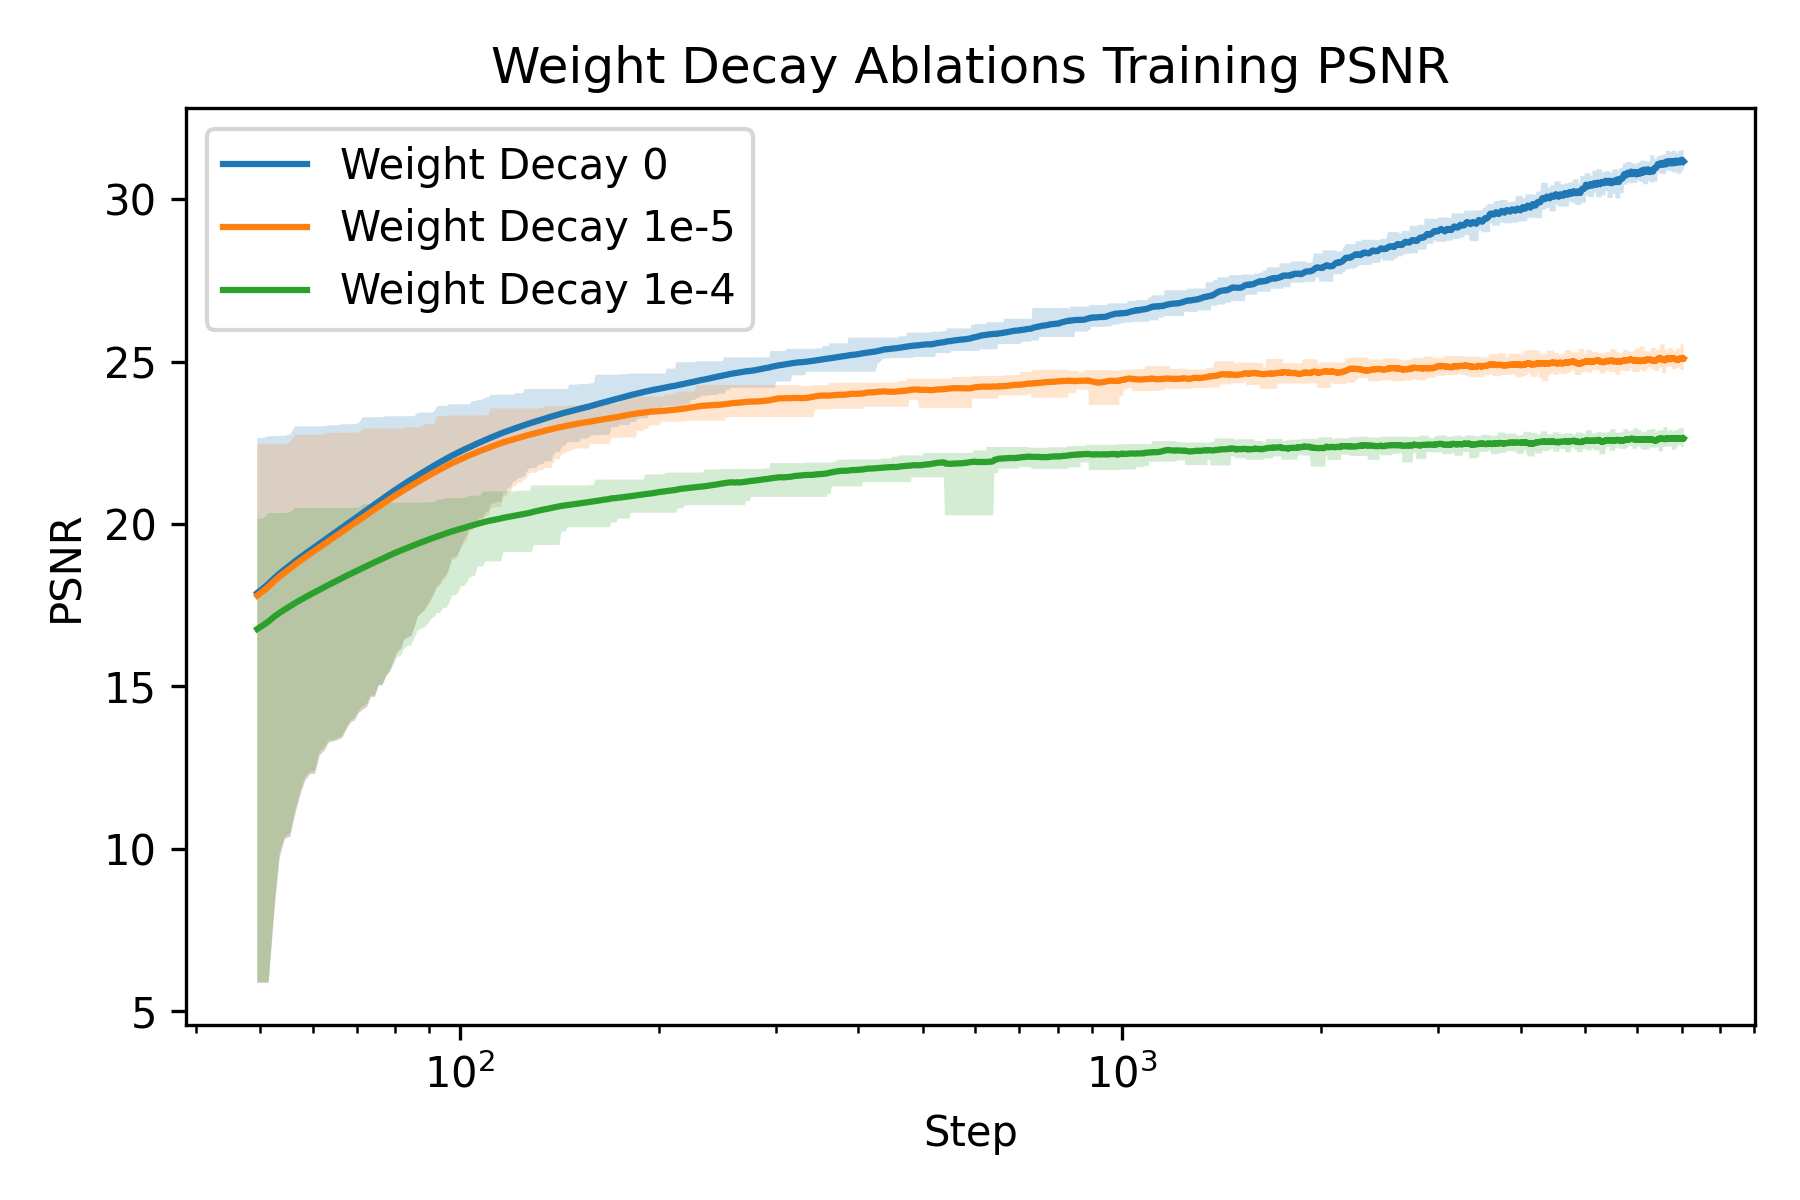 Weight Decay Ablations Training PSNR
Weight Decay 0
Weight Decay 1e-5
Weight Decay 1e-4
PSNR
30
25
20
15
10
5
10²
10³
Step